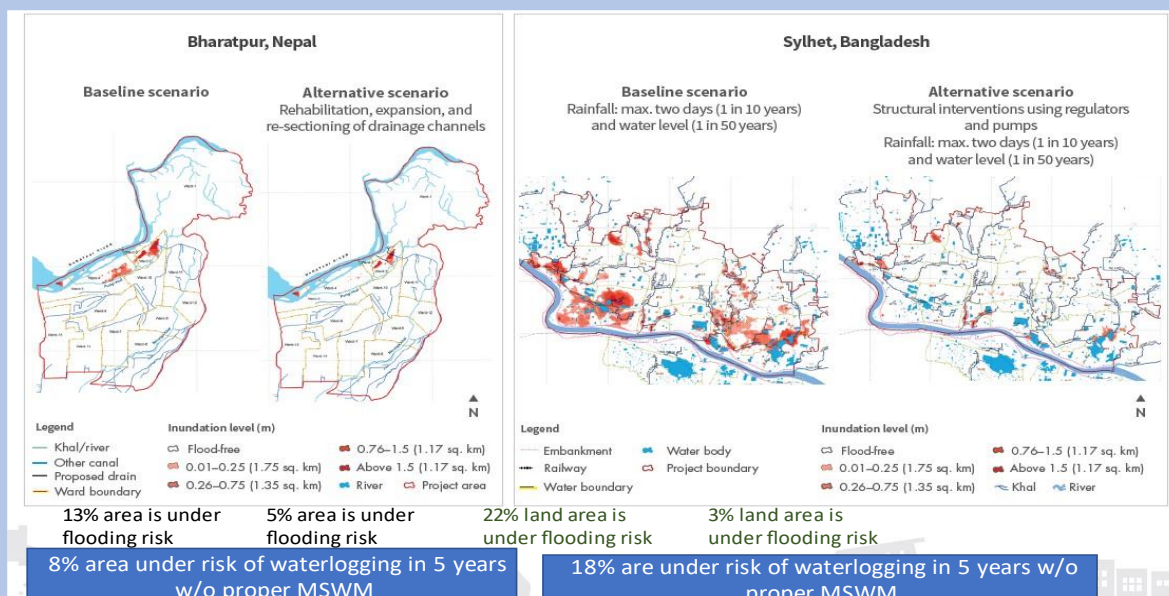 Bharatpur, Nepal
Baseline scenario
Alternative scenario
Rehabilitation, expansion, and
re-sectioning of drainage channels
N
Legend
Khal/river
Other canal
Proposed drain
Ward boundary
Inundation level (m)
Flood-free
0.01–0.25 (1.75 sq. km)
0.26–0.75 (1.35 sq. km)
0.76–1.5 (1.17 sq. km)
Above 1.5 (1.17 sq. km)
River
Project area
Sylhet, Bangladesh
Baseline scenario
Rainfall: max. two days (1 in 10 years)
and water level (1 in 50 years)
Alternative scenario
Structural interventions using regulators
and pumps
Rainfall: max. two days (1 in 10 years)
and water level (1 in 50 years)
N
Legend
Embankment
Railway
Water boundary
Water body
Project boundary
Inundation level (m)
Flood-free
0.01–0.25 (1.75 sq. km)
0.26–0.75 (1.35 sq. km)
0.76–1.5 (1.17 sq. km)
Above 1.5 (1.17 sq. km)
Khal
River
13% area is under
flooding risk
5% area is under
flooding risk
22% land area is
under flooding risk
3% land area is
under flooding risk
8% area under risk of waterlogging in 5 years
w/o proper MSWM
18% are under risk of waterlogging in 5 years w/o
proper MSWM